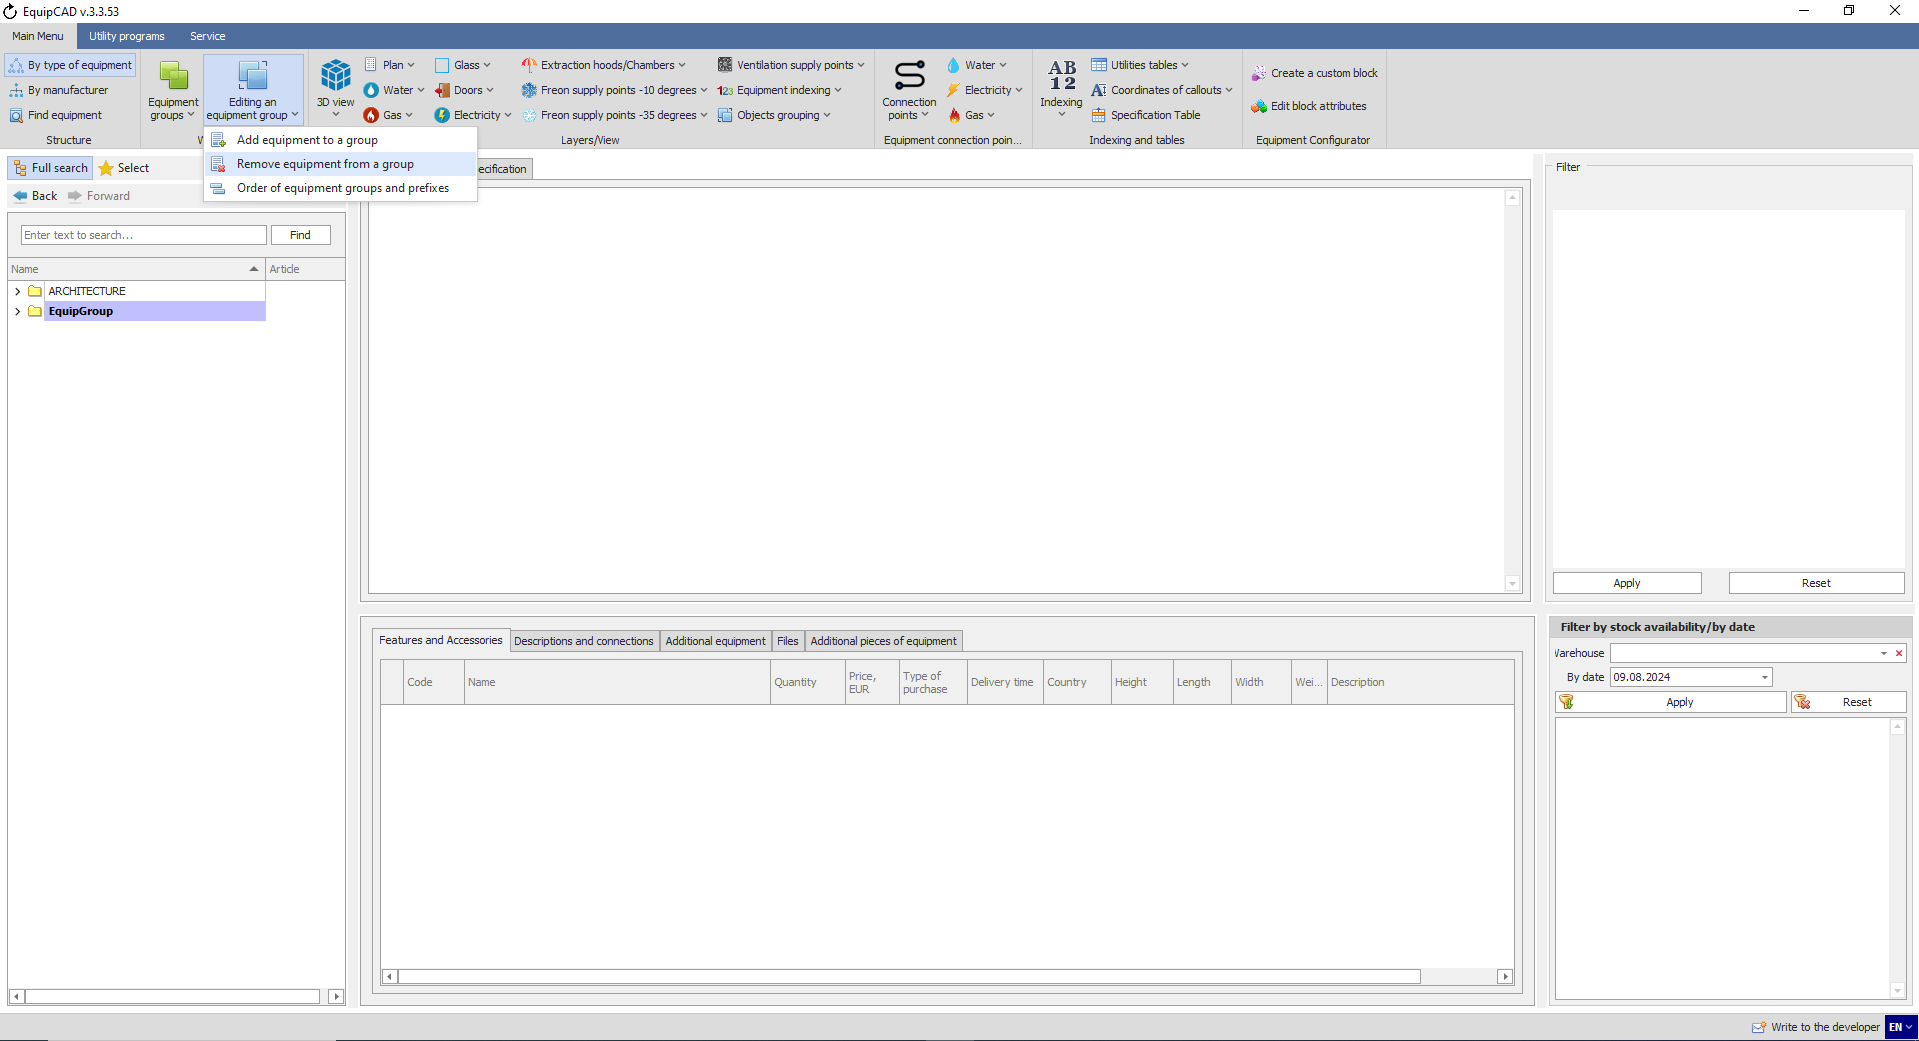 EquipCAD v.3.3.53
Main Menu
Utility programs
Service
By type of equipment
By manufacturer
Find equipment
Structure
Equipment groups
Editing an equipment group
3D view
Plan
Water
Gas
Glass
Doors
Electricity
Extraction hoods/Chambers
Freon supply points -10 degrees
Freon supply points -35 degrees
Ventilation supply points
123 Equipment indexing
Objects grouping
Layers/View
Connection points
Water
Electricity
Gas
Equipment connection poin...
AB
12
Indexing
Utilities tables
Coordinates of callouts
Specification Table
Indexing and tables
Create a custom block
Edit block attributes
Equipment Configurator
Add equipment to a group
Remove equipment from a group
Order of equipment groups and prefixes
Full search
Select
ecification
Back
Forward
Enter text to search...
Find
Name
Article
ARCHITECTURE
EquipGroup
Filter
Apply
Reset
Features and Accessories
Descriptions and connections
Additional equipment
Files
Additional pieces of equipment
Code
Name
Quantity
Price, EUR
Type of purchase
Delivery time
Country
Height
Length
Width
Wei...
Description
Filter by stock availability/by date
Warehouse
By date
09.08.2024
Apply
Reset
Write to the developer
EN